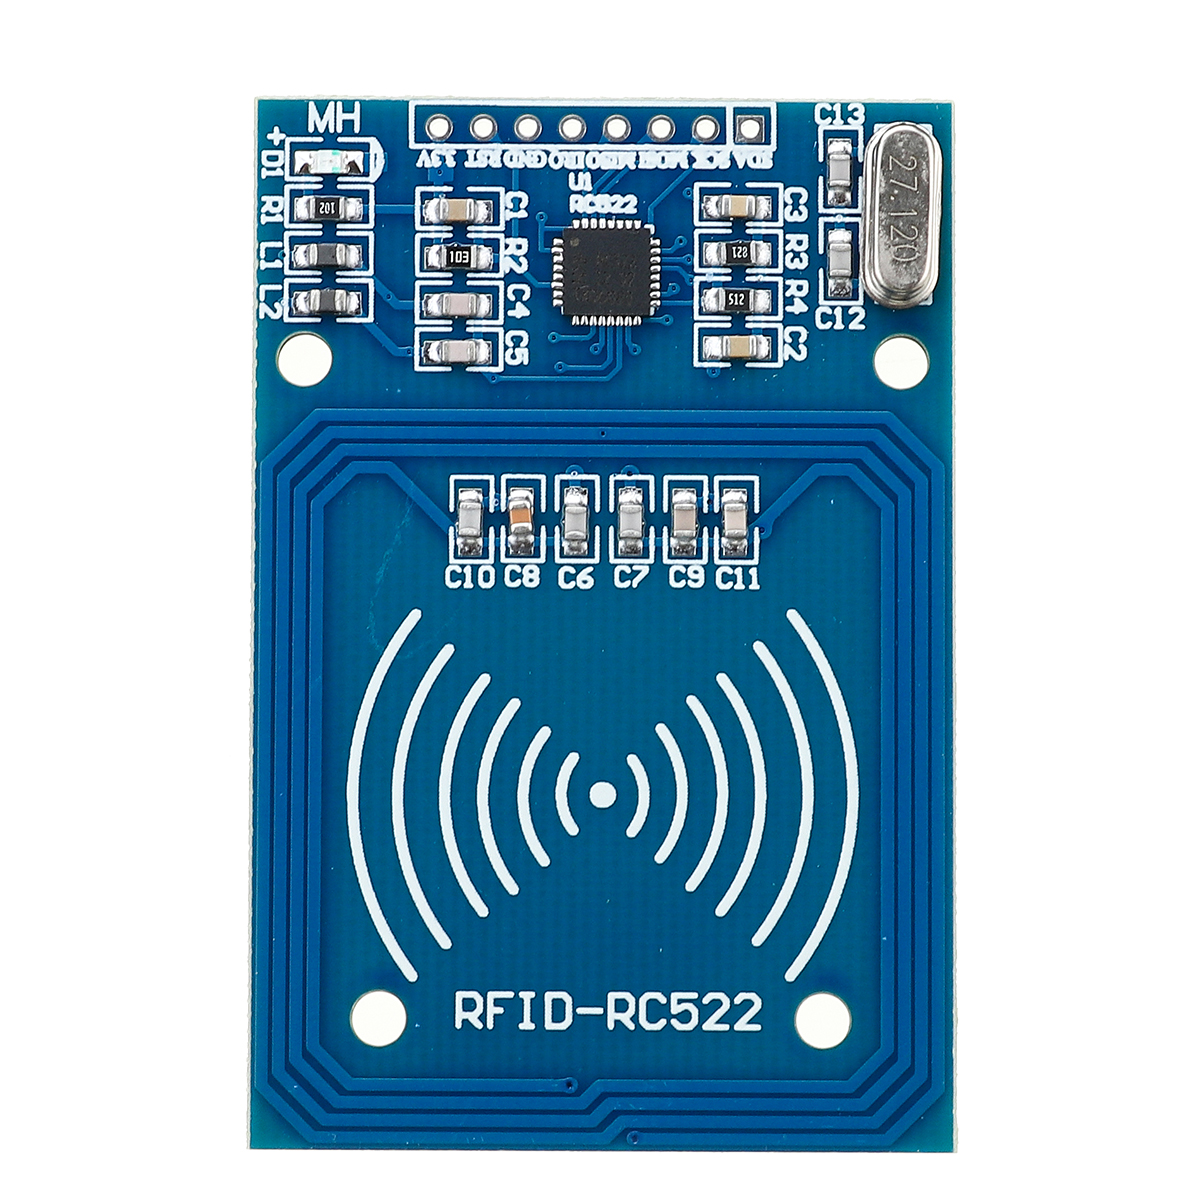 MH
C13
+
D1
3.3V RST GND IRQ MISO MOSI SCK SDA
U1
RC522
R1
102
C1
C3
27.120
L1
R2
103
R3
821
L2
C4
R4
512
C12
C5
C2
C10 C8 C6 C7 C9 C11
RFID-RC522